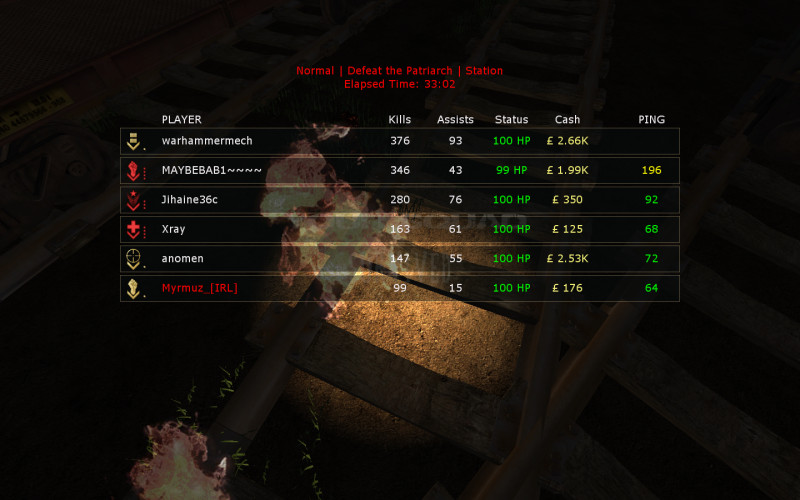 Normal | Defeat the Patriarch | Station
Elapsed Time: 33:02
PLAYER Kills Assists Status Cash PING
warhammermech 376 93 100 HP £ 2.66K
MAYBEBAB1~~~~ 346 43 99 HP £ 1.99K 196
Jihaine36c 280 76 100 HP £ 350 92
Xray 163 61 100 HP £ 125 68
anomen 147 55 100 HP £ 2.53K 72
Myrmuz_[IRL] 99 15 100 HP £ 176 64